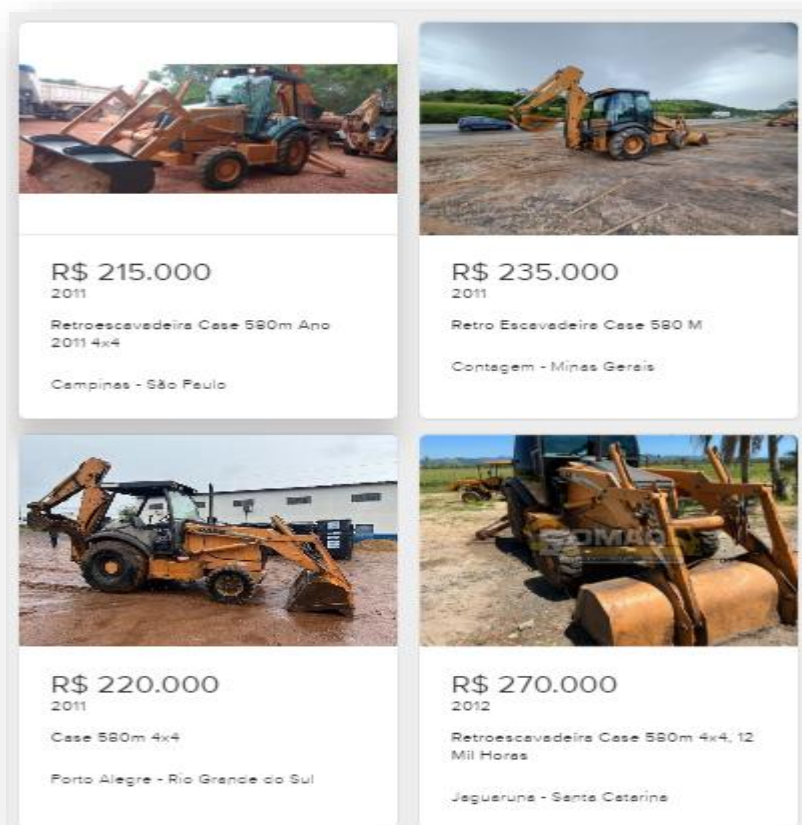 R$ 215.000
2011
Retroescavadeira Case 580m Ano
2011 4x4
Campinas - São Paulo
R$ 235.000
2011
Retro Escavadeira Case 580 M
Contagem - Minas Gerais
R$ 220.000
2011
Case 580m 4x4
Porto Alegre - Rio Grande do Sul
SOMAQ
R$ 270.000
2012
Retroescavadeira Case 580m 4x4, 12
Mil Horas
Jaguaruna - Santa Catarina